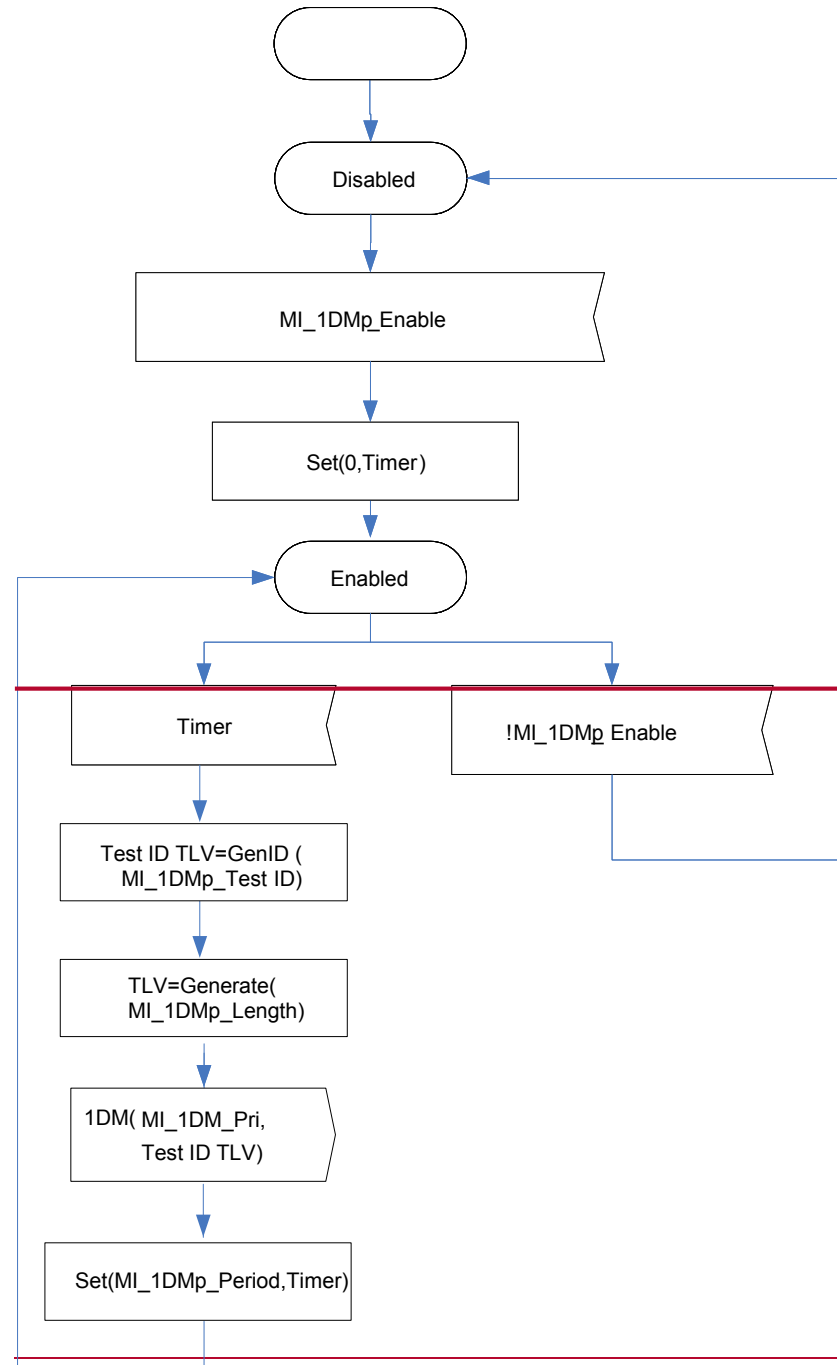 Disabled
MI_1DMp_Enable
Set(0,Timer)
Enabled
Timer
!MI_1DMp Enable
Test ID TLV=GenID (
MI_1DMp_Test ID)
TLV=Generate(
MI_1DMp_Length)
1DM( MI_1DM_Pri,
Test ID TLV)
Set(MI_1DMp_Period,Timer)